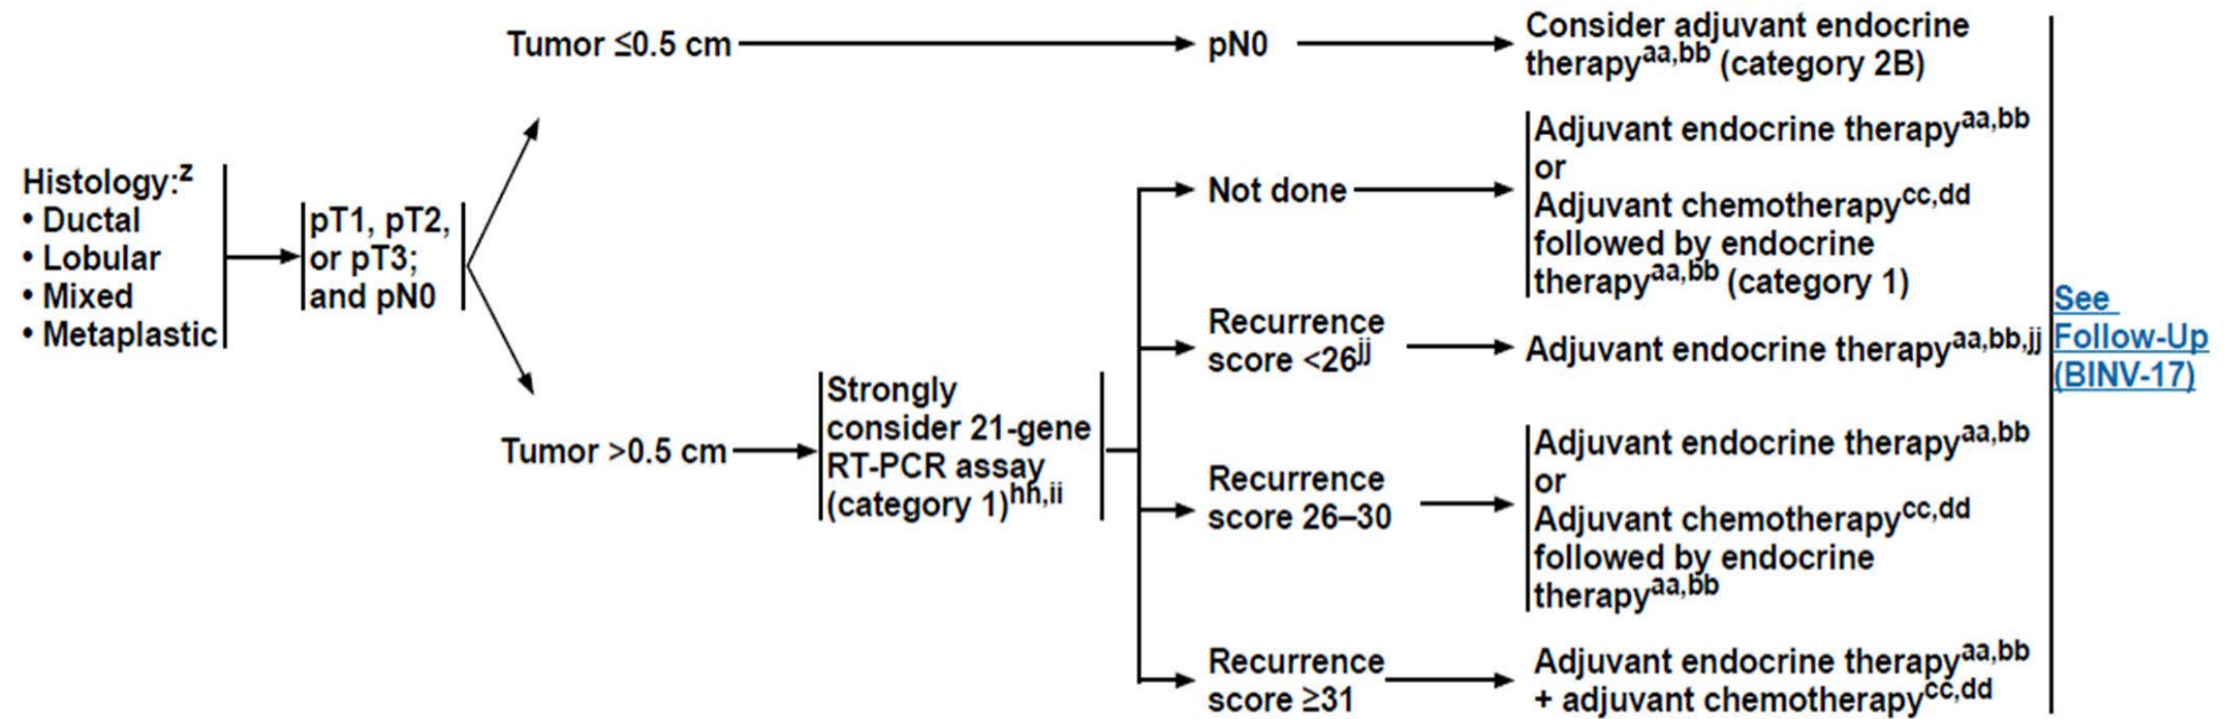 Histology:z
• Ductal
• Lobular
• Mixed
• Metaplastic
pT1, pT2,
or pT3;
and pN0
Tumor ≤0.5 cm
pN0
Consider adjuvant endocrine
therapyaa,bb (category 2B)
Tumor >0.5 cm
Strongly
consider 21-gene
RT-PCR assay
(category 1)hh,ii
Not done
Adjuvant endocrine therapyaa,bb
or
Adjuvant chemotherapycc,dd
followed by endocrine
therapyaa,bb (category 1)
Recurrence
score <26jj
Adjuvant endocrine therapyaa,bb,jj
Recurrence
score 26–30
Adjuvant endocrine therapyaa,bb
or
Adjuvant chemotherapycc,dd
followed by endocrine
therapyaa,bb
Recurrence
score ≥31
Adjuvant endocrine therapyaa,bb
+ adjuvant chemotherapycc,dd
See
Follow-Up
(BINV-17)